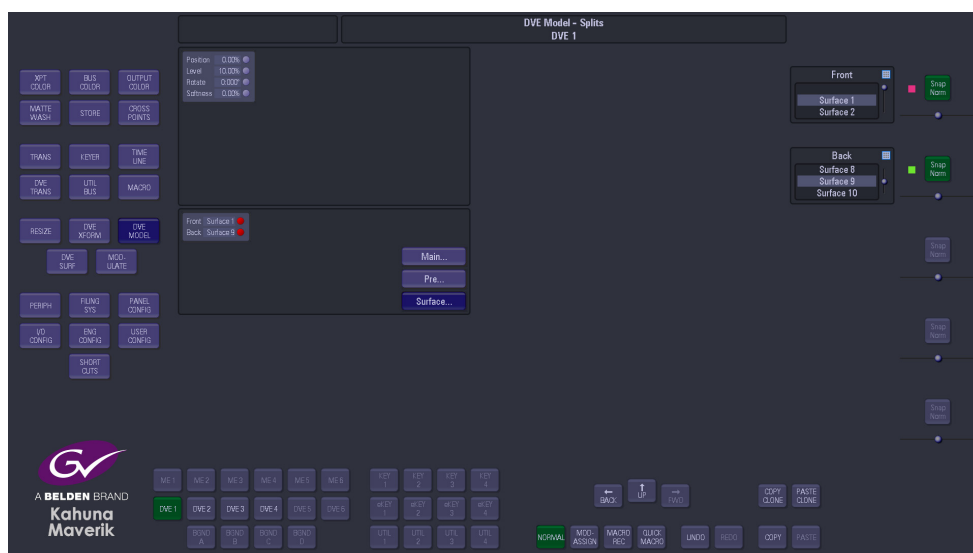 DVE Model - Splits
DVE 1
Position 0.00%
Level 10.00%
Rotate 0.000°
Softness 0.00%
XPT COLOR
BUS COLOR
OUTPUT COLOR
MATTE WASH
STORE
CROSS POINTS
TRANS
KEYER
TIME LINE
DVE TRANS
UTIL BUS
MACRO
RESIZE
DVE XFORM
DVE MODEL
DVE SURF
MOD- ULATE
PERIPH
FILING SYS
PANEL CONFIG
I/O CONFIG
ENG CONFIG
USER CONFIG
SHORT CUTS
Front Surface 1
Back Surface 9
Main...
Pre...
Surface...
Front
Surface 1
Surface 2
Snap Norm
Back
Surface 8
Surface 9
Surface 10
Snap Norm
Snap Norm
Snap Norm
Snap Norm
GV
A BELDEN BRAND
Kahuna
Maverik
ME 1 ME 2 ME 3 ME 4 ME 5 ME 6
DVE 1 DVE 2 DVE 3 DVE 4 DVE 5 DVE 6
BGND A BGND B BGND C BGND D
KEY 1 KEY 2 KEY 3 KEY 4
αKEY 1 αKEY 2 αKEY 3 αKEY 4
UTIL 1 UTIL 2 UTIL 3 UTIL 4
← BACK
↑ UP
→ FWD
COPY CLONE
PASTE CLONE
NORMAL
MOD- ASSIGN
MACRO REC
QUICK MACRO
UNDO
REDO
COPY
PASTE